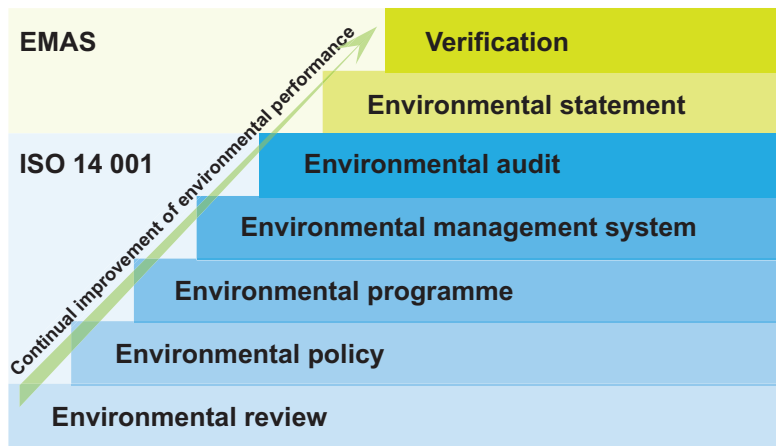 EMAS
Verification
Environmental statement
ISO 14 001
Environmental audit
Environmental management system
Environmental programme
Environmental policy
Environmental review
Continual improvement of environmental performance